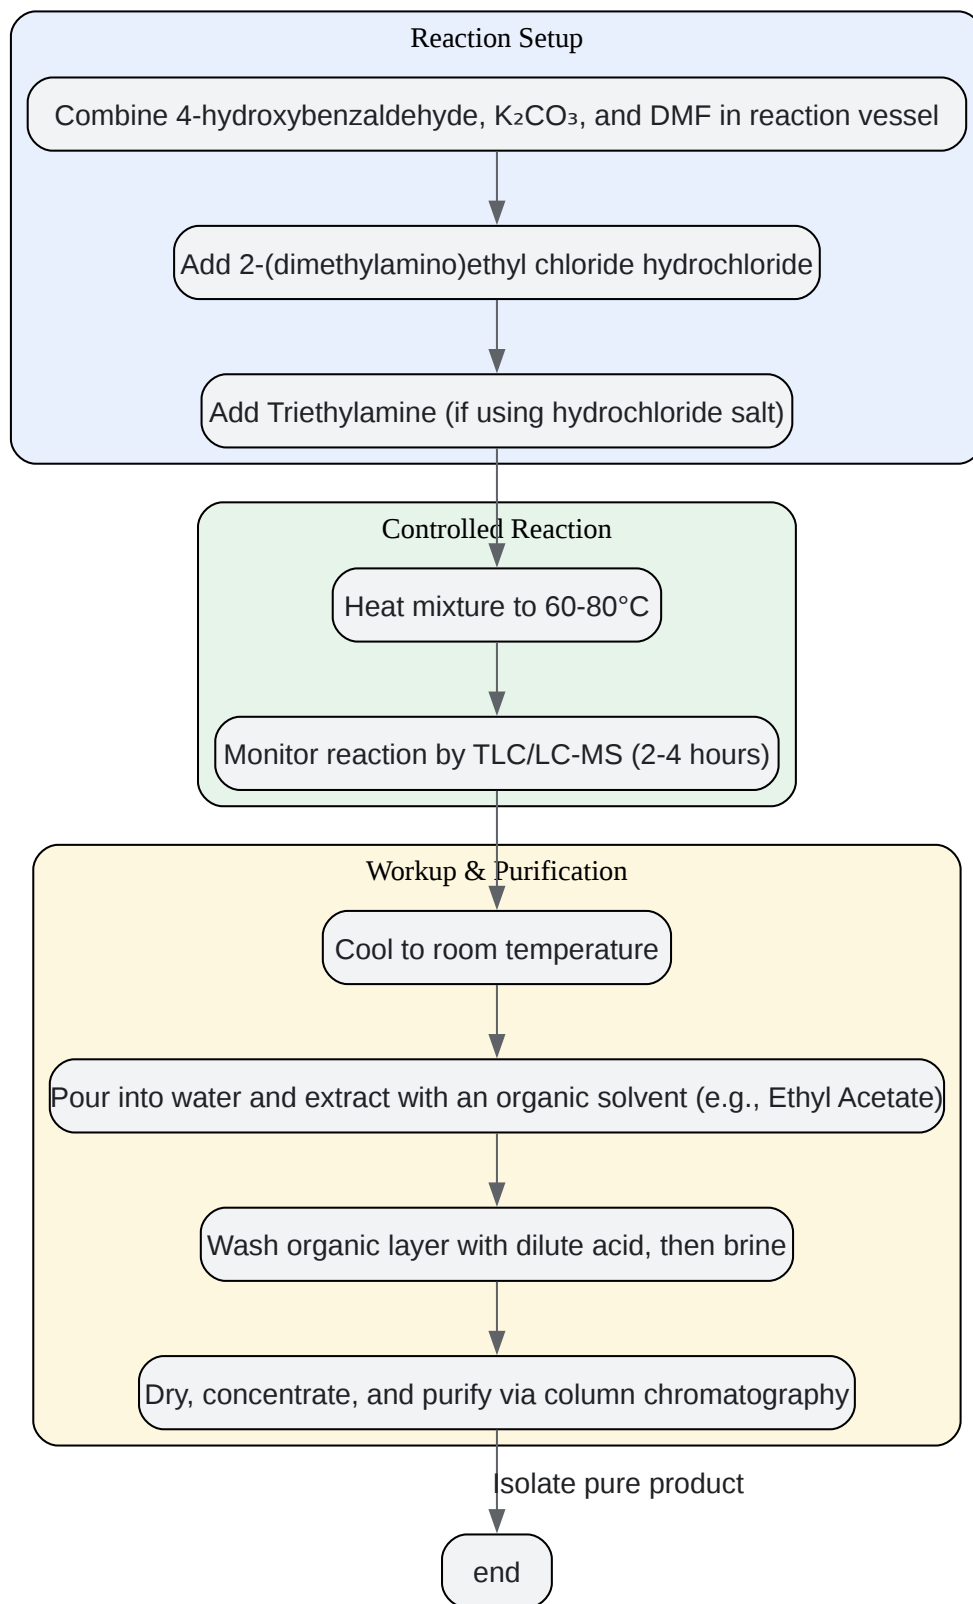 Reaction Setup
Combine 4-hydroxybenzaldehyde, K₂CO₃, and DMF in reaction vessel
Add 2-(dimethylamino)ethyl chloride hydrochloride
Add Triethylamine (if using hydrochloride salt)
Controlled Reaction
Heat mixture to 60-80°C
Monitor reaction by TLC/LC-MS (2-4 hours)
Workup & Purification
Cool to room temperature
Pour into water and extract with an organic solvent (e.g., Ethyl Acetate)
Wash organic layer with dilute acid, then brine
Dry, concentrate, and purify via column chromatography
Isolate pure product
end